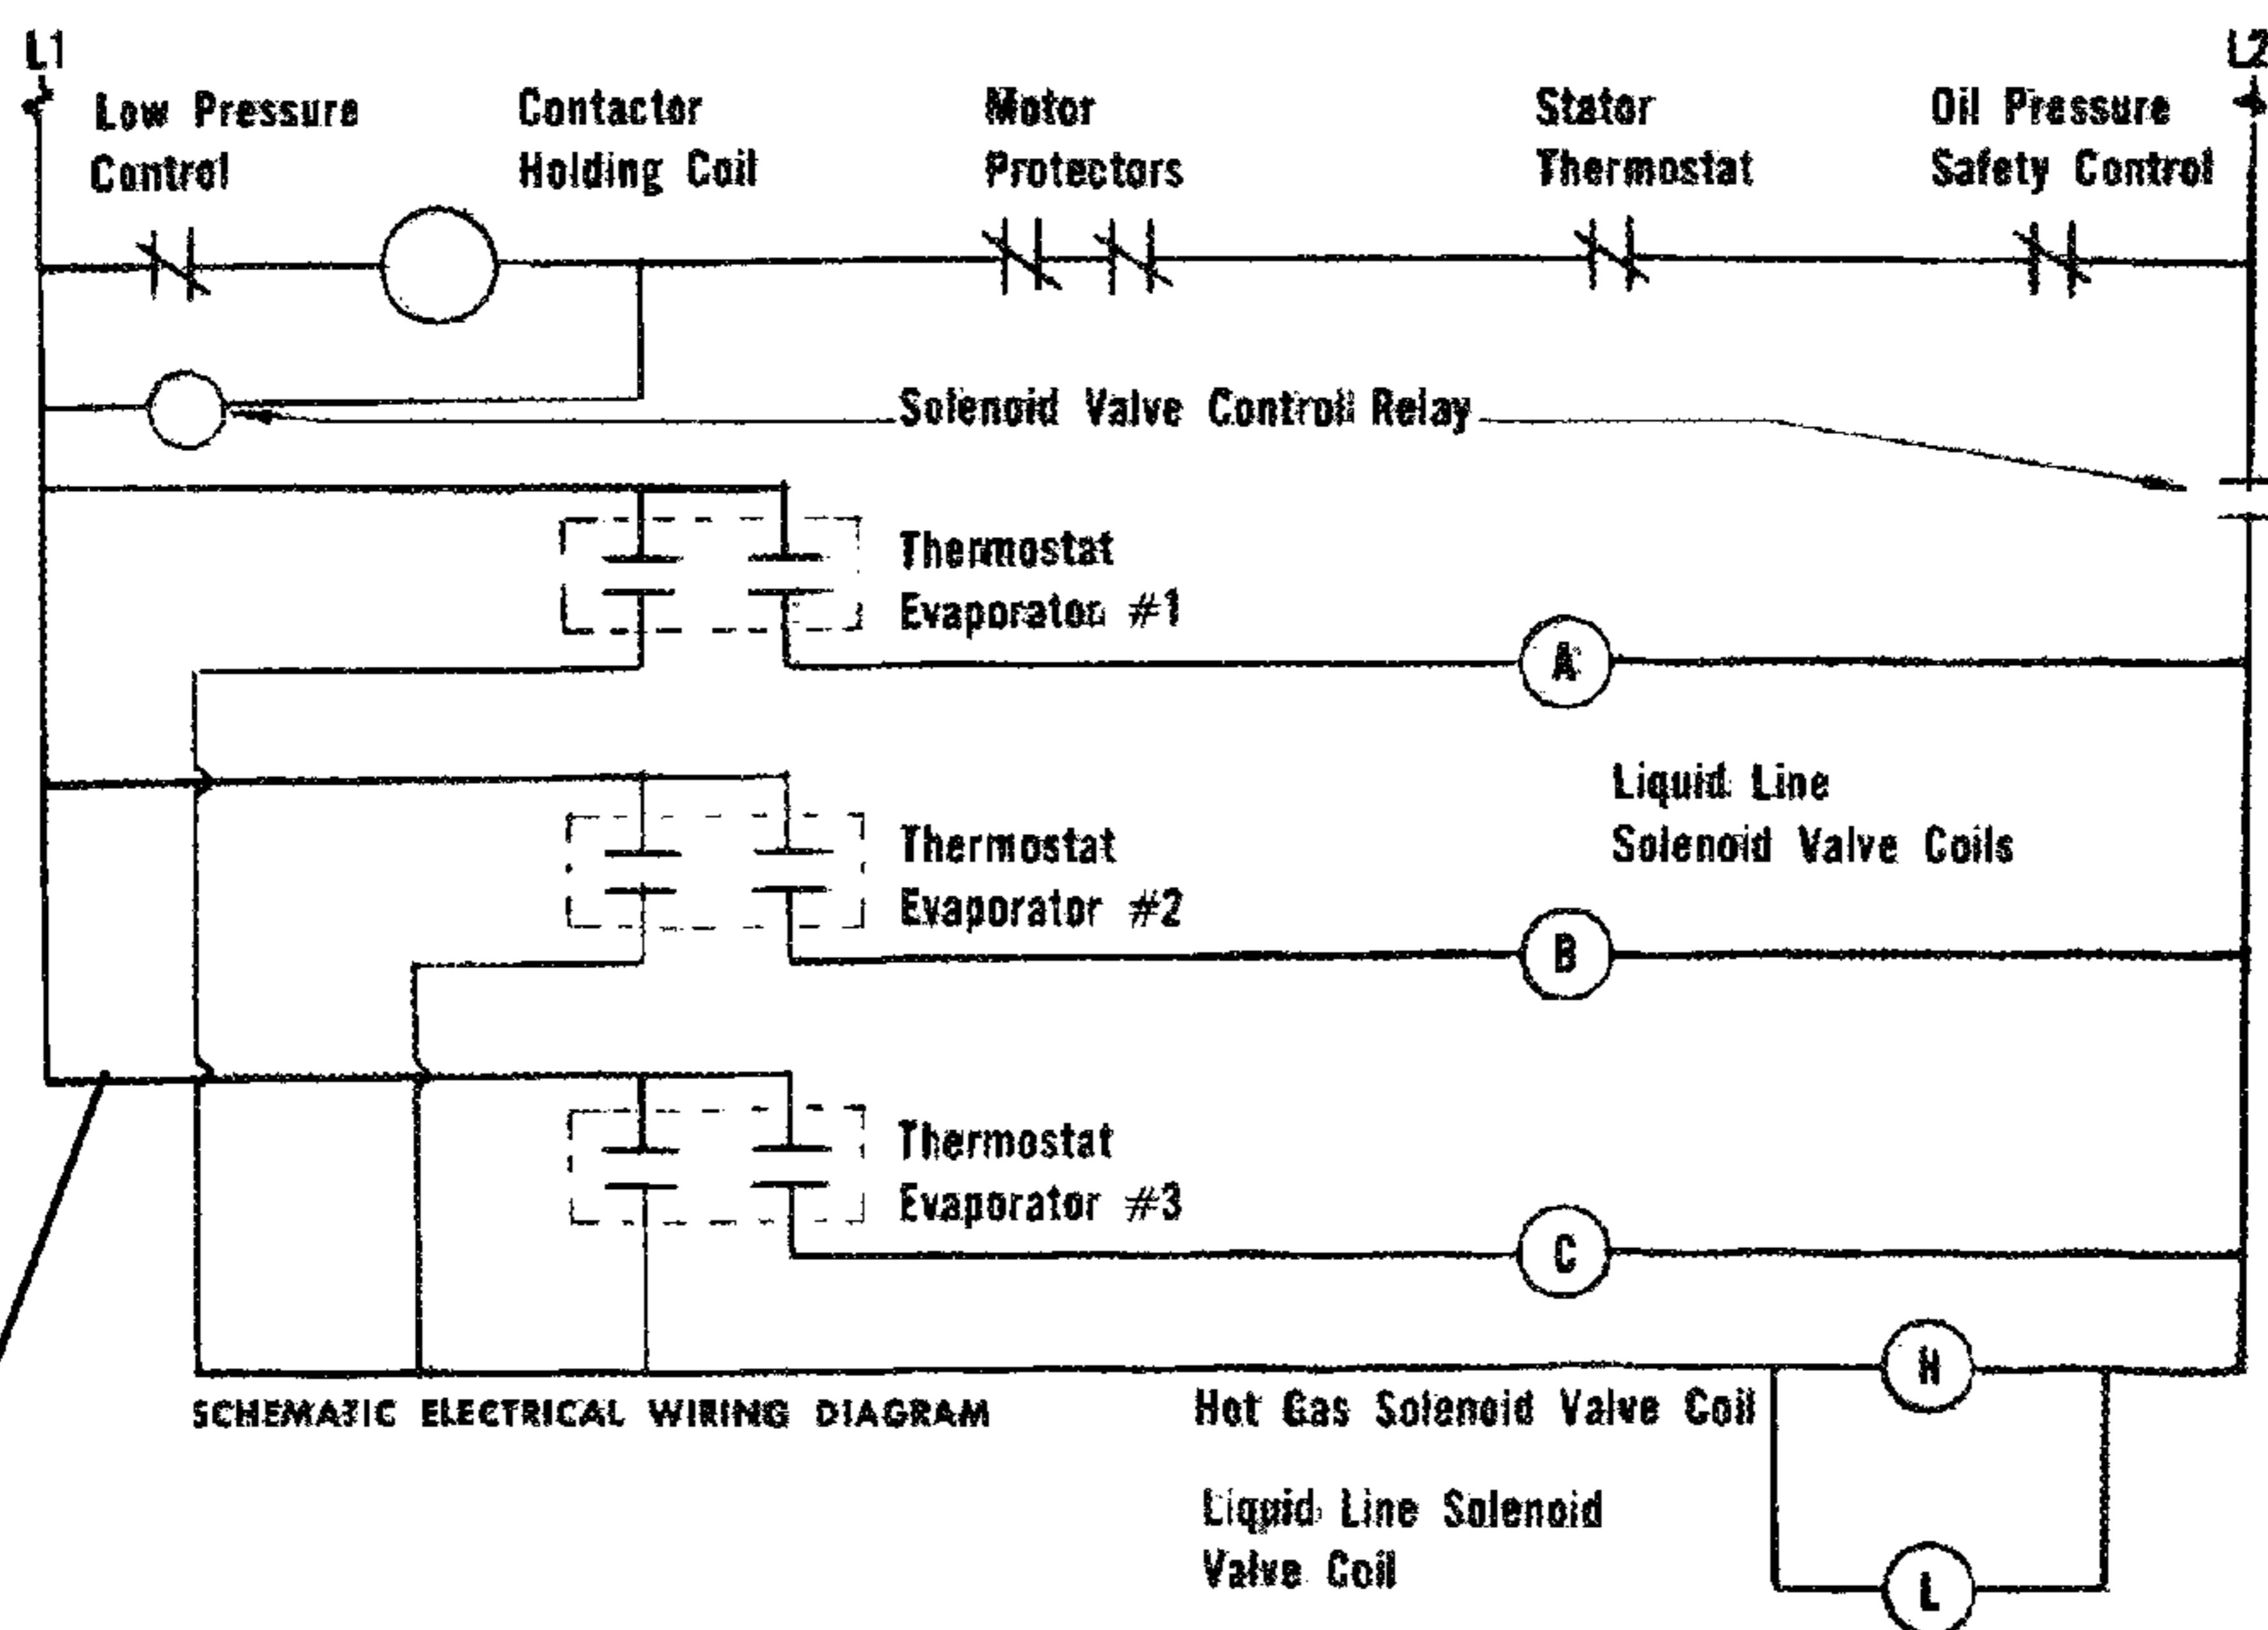 L1
L2
Low Pressure
Control
Contactor
Holding Coil
Motor
Protectors
Stator
Thermostat
Oil Pressure
Safety Control
Solenoid Valve Control Relay
Thermostat
Evaporator #1
A
Liquid Line
Solenoid Valve Coils
Thermostat
Evaporator #2
B
Thermostat
Evaporator #3
C
H
SCHEMATIC ELECTRICAL WIRING DIAGRAM
Hot Gas Solenoid Valve Coil
Liquid Line Solenoid
Valve Coil
L